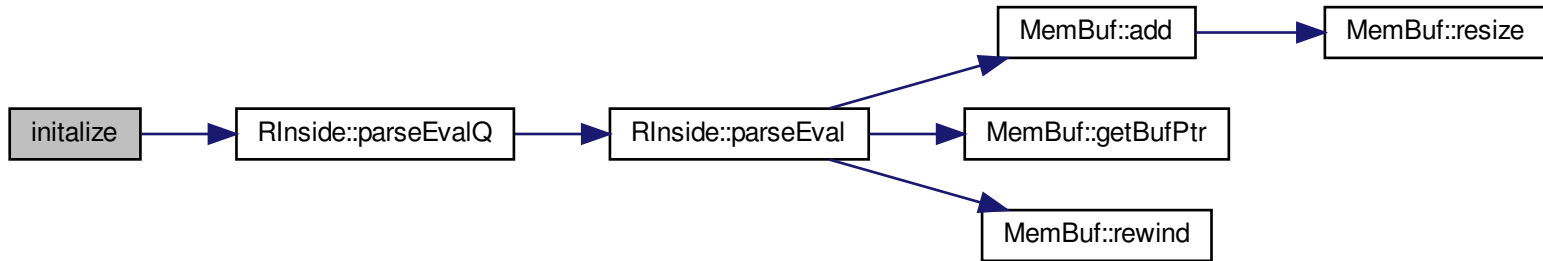 MemBuf::add
MemBuf::resize
initalize
RInside::parseEvalQ
RInside::parseEval
MemBuf::getBufPtr
MemBuf::rewind